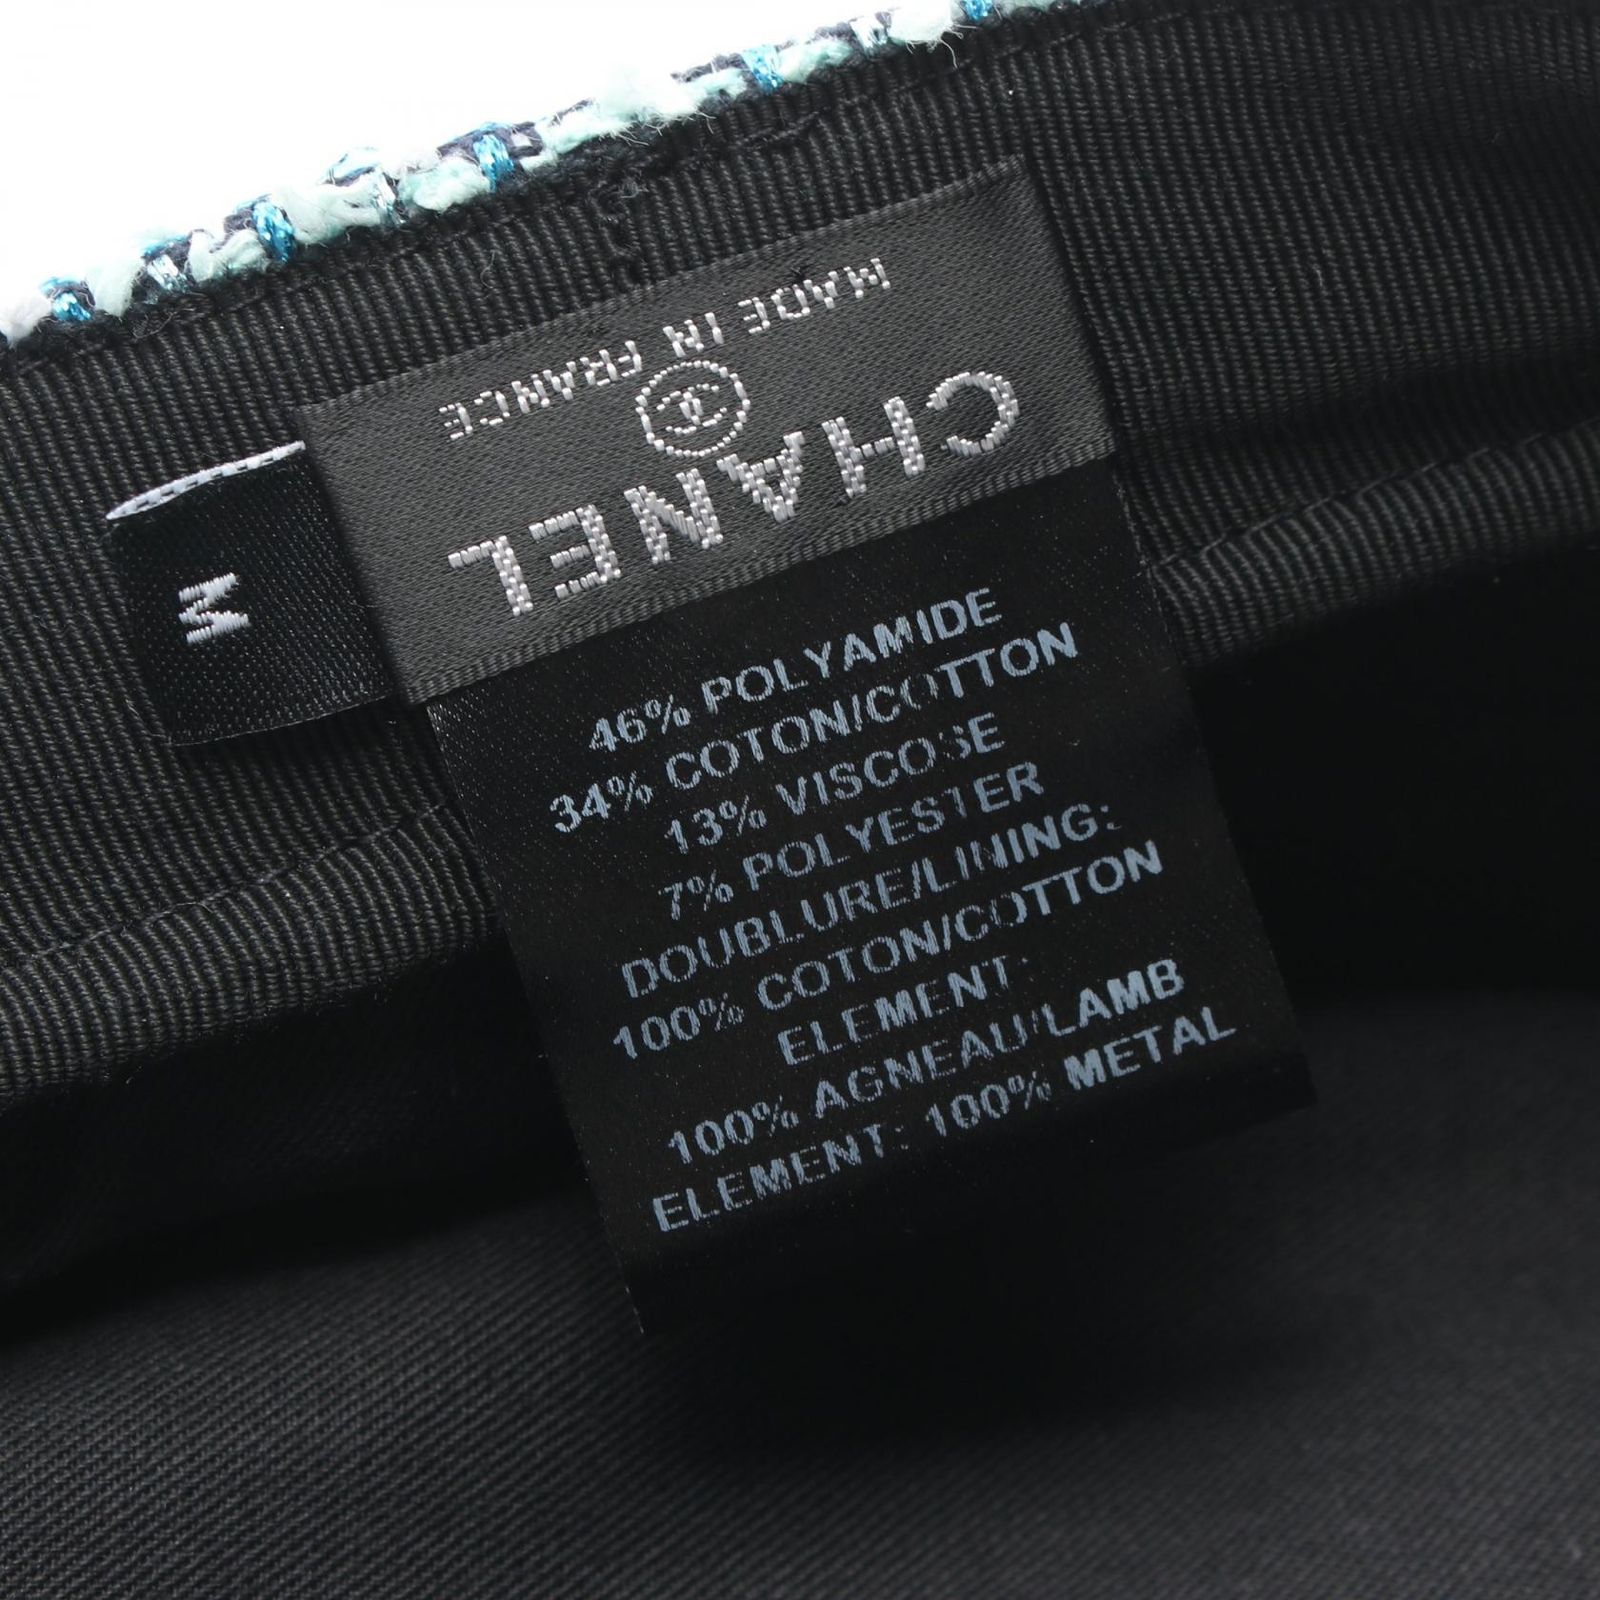 MADE IN FRANCE
CHANEL
M
46% POLYAMIDE
34% COTON/COTTON
13% VISCOSE
7% POLYESTER
DOUBLURE/LINING:
100% COTON/COTTON
ELEMENT:
100% AGNEAU/LAMB
ELEMENT: 100% METAL